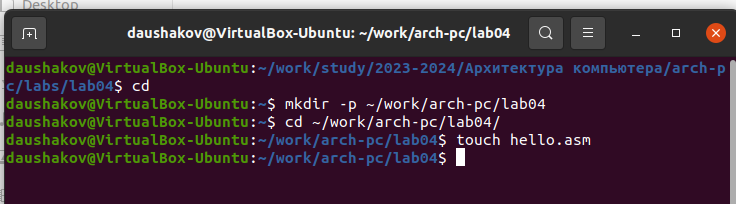 Desktop
daushakov@VirtualBox-Ubuntu: ~/work/arch-pc/lab04
daushakov@VirtualBox-Ubuntu:~/work/study/2023-2024/Архитектура компьютера/arch-p
c/labs/lab04$ cd
daushakov@VirtualBox-Ubuntu:~$ mkdir -p ~/work/arch-pc/lab04
daushakov@VirtualBox-Ubuntu:~$ cd ~/work/arch-pc/lab04/
daushakov@VirtualBox-Ubuntu:~/work/arch-pc/lab04$ touch hello.asm
daushakov@VirtualBox-Ubuntu:~/work/arch-pc/lab04$